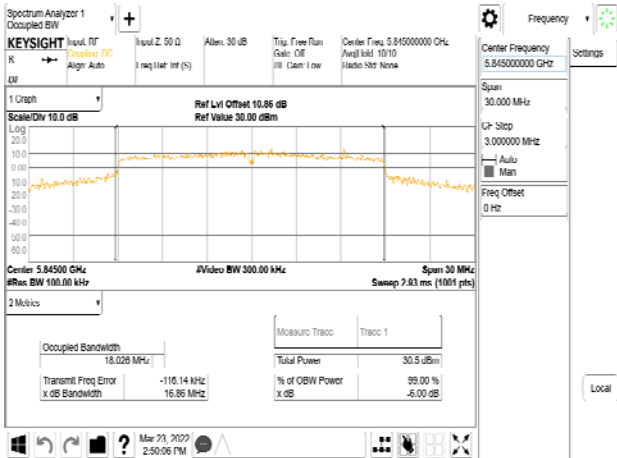 Spectrum Analyzer 1
Occupied BW
+
Frequency
KEYSIGHT
Input: RF
Coupling: DC
Align: Auto
Input Z: 50 Ω
Freq Ref: Int (S)
Atten: 30 dB
Trig: Free Run
Gate: Off
IF Gain: Low
Center Freq: 5.845000000 GHz
Avg|Hold: 10/10
Radio Std: None
Center Frequency
5.845000000 GHz
Settings
Span
30.000 MHz
CF Step
3.000000 MHz
Auto
Man
Freq Offset
0 Hz
1 Graph
Ref Lvl Offset 10.86 dB
Scale/Div 10.0 dB
Ref Value 30.00 dBm
Log
20.0
10.0
0.00
-10.0
-20.0
-30.0
-40.0
-50.0
-60.0
Center 5.84500 GHz
#Video BW 300.00 kHz
Span 30 MHz
#Res BW 100.00 kHz
Sweep 2.93 ms (1001 pts)
2 Metrics
Measure Trace
Trace 1
Occupied Bandwidth
18.026 MHz
Total Power
30.5 dBm
Transmit Freq Error
-116.14 kHz
% of OBW Power
99.00 %
x dB Bandwidth
16.86 MHz
x dB
-6.00 dB
Local
?
Mar 23, 2022
2:50:06 PM